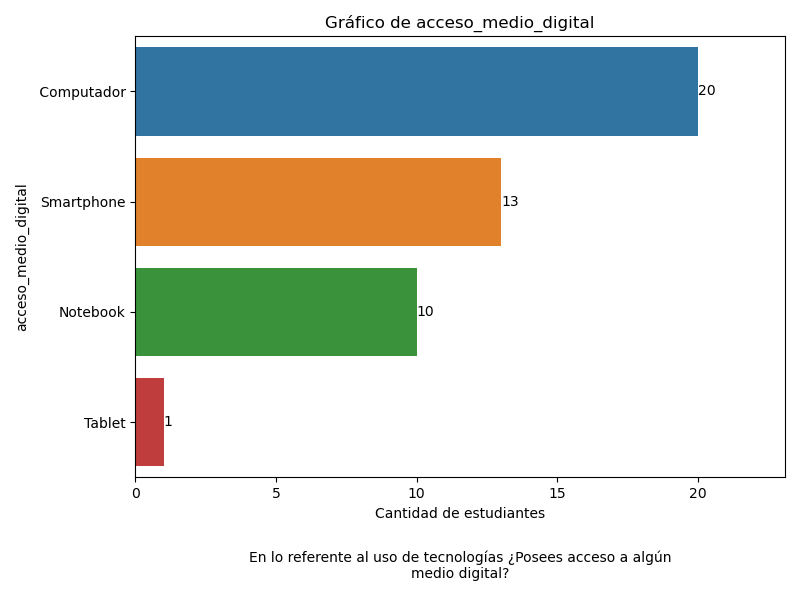 Gráfico de acceso_medio_digital
acceso_medio_digital
Computador
20
Smartphone
13
Notebook
10
Tablet
1
0 5 10 15 20
Cantidad de estudiantes
En lo referente al uso de tecnologías ¿Posees acceso a algún
medio digital?